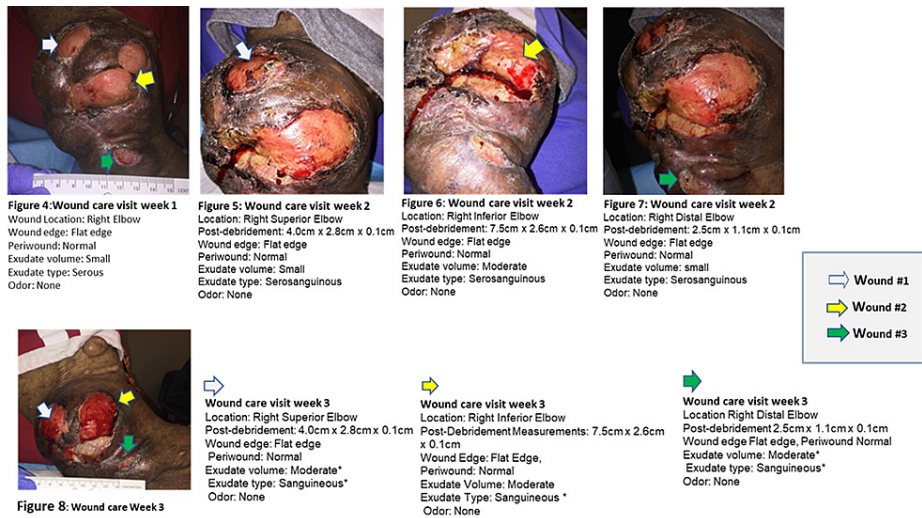 Figure 4:Wound care visit week 1
Wound Location: Right Elbow
Wound edge: Flat edge
Periwound: Normal
Exudate volume: Small
Exudate type: Serous
Odor: None
Figure 5: Wound care visit week 2
Location: Right Superior Elbow
Post-debridement: 4.0cm x 2.8cm x 0.1cm
Wound edge: Flat edge
Periwound: Normal
Exudate volume: Small
Exudate type: Serosanguinous
Odor: None
Figure 6: Wound care visit week 2
Location: Right Inferior Elbow
Post-debridement: 7.5cm x 2.6cm x 0.1cm
Wound edge: Flat edge
Periwound: Normal
Exudate volume: Moderate
Exudate type: Serosanguinous
Odor: None
Figure 7: Wound care visit week 2
Location: Right Distal Elbow
Post-debridement: 2.5cm x 1.1cm x 0.1cm
Wound edge: Flat edge
Periwound: Normal
Exudate volume: small
Exudate type: Serosanguinous
Odor: None
Wound #1
Wound #2
Wound #3
Figure 8: Wound care Week 3
Wound care visit week 3
Location: Right Superior Elbow
Post-debridement: 4.0cm x 2.8cm x 0.1cm
Wound edge: Flat edge
Periwound: Normal
Exudate volume: Moderate*
Exudate type: Sanguineous*
Odor: None
Wound care visit week 3
Location: Right Inferior Elbow
Post-Debridement Measurements: 7.5cm x 2.6cm
x 0.1cm
Wound Edge: Flat Edge,
Periwound: Normal
Exudate Volume: Moderate
Exudate Type: Sanguineous *
Odor: None
Wound care visit week 3
Location Right Distal Elbow
Post-debridement 2.5cm x 1.1cm x 0.1cm
Wound edge Flat edge, Periwound Normal
Exudate volume: Moderate*
Exudate type: Sanguineous*
Odor: None